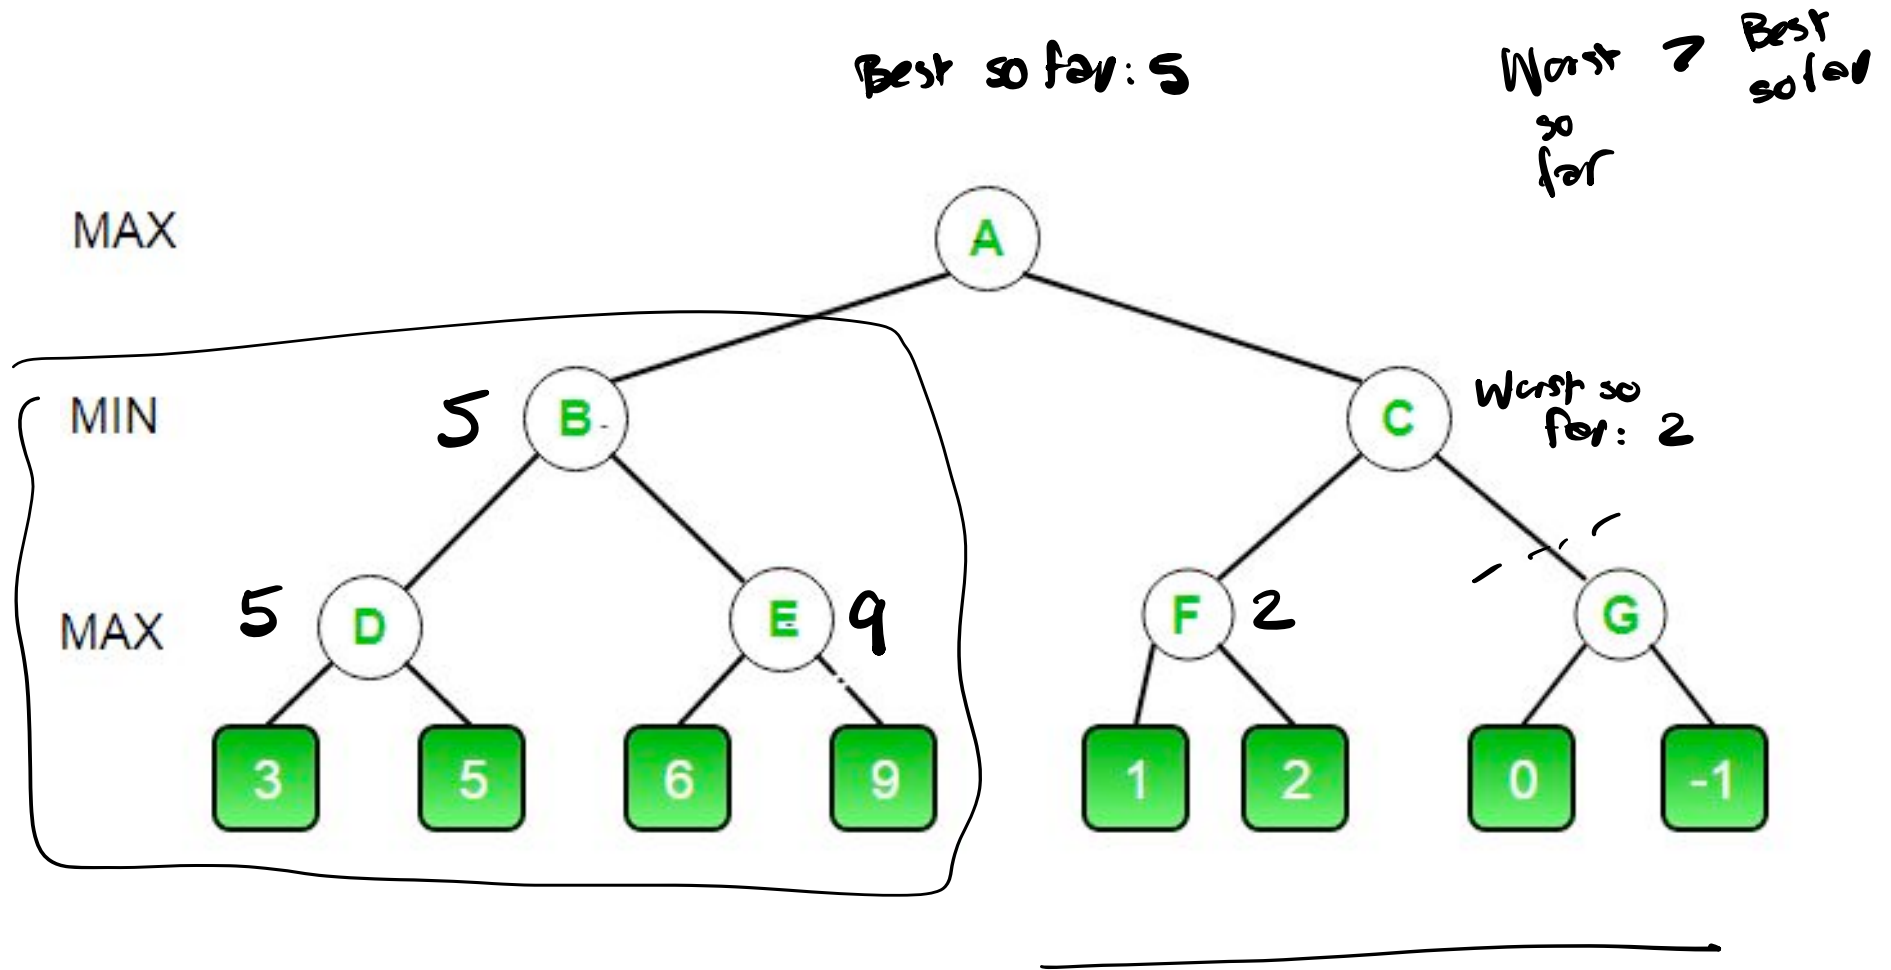 Best so far: 5
Worst > Best
so so far
far
MAX A
MIN 5 B C Worst so
far: 2
MAX 5 D E 9 F 2 G
3 5 6 9 1 2 0 -1